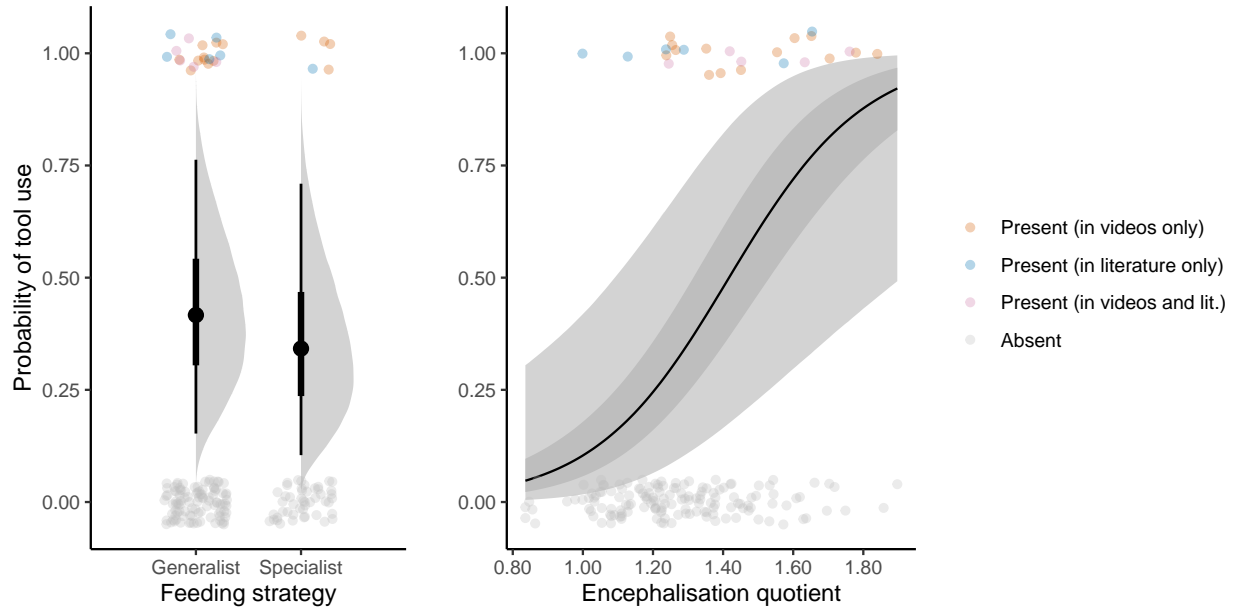 Probability of tool use
1.00
0.75
0.50
0.25
0.00
Generalist Specialist
Feeding strategy
1.00
0.75
0.50
0.25
0.00
0.80 1.00 1.20 1.40 1.60 1.80
Encephalisation quotient
Present (in videos only)
Present (in literature only)
Present (in videos and lit.)
Absent